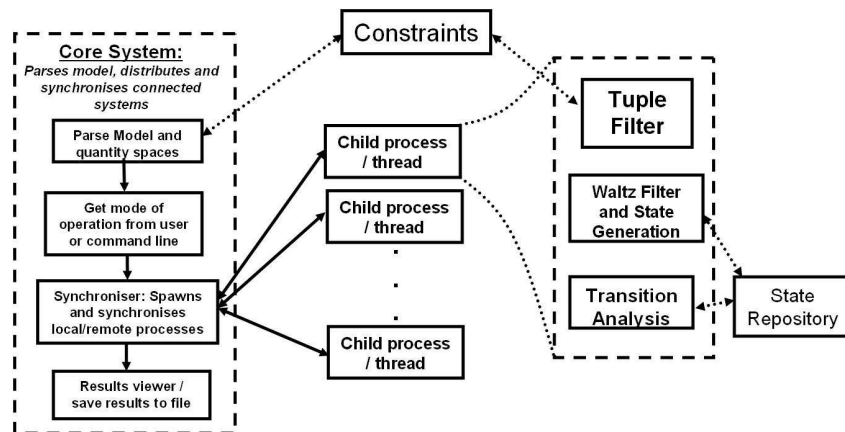 Core System:
Parses model, distributes and
synchronises connected
systems
Parse Model and
quantity spaces
Get mode of
operation from user
or command line
Synchroniser: Spawns
and synchronises
local/remote processes
Results viewer /
save results to file
Constraints
Child process
/ thread
Child process
/ thread
Child process
/ thread
Tuple
Filter
Waltz Filter
and State
Generation
Transition
Analysis
State
Repository